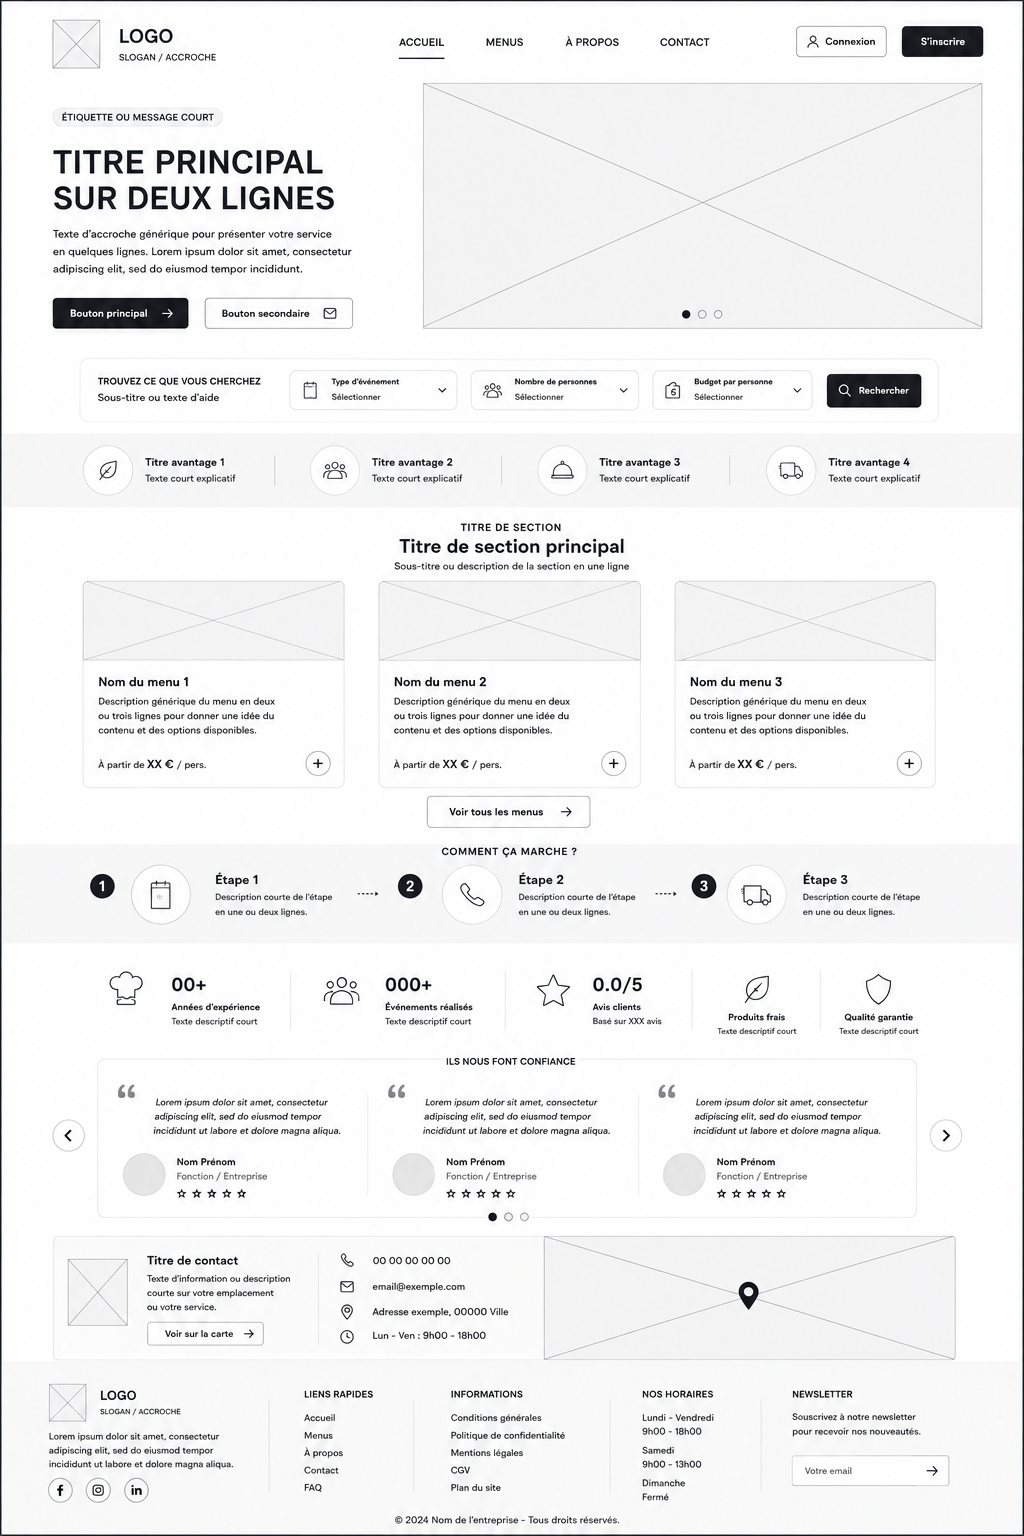 LOGO
SLOGAN / ACCROCHE
ACCUEIL
MENUS
À PROPOS
CONTACT
Connexion
S'inscrire
ÉTIQUETTE OU MESSAGE COURT
TITRE PRINCIPAL
SUR DEUX LIGNES
Texte d'accroche générique pour présenter votre service
en quelques lignes. Lorem ipsum dolor sit amet, consectetur
adipiscing elit, sed do eiusmod tempor incididunt.
Bouton principal
Bouton secondaire
TROUVEZ CE QUE VOUS CHERCHEZ
Sous-titre ou texte d'aide
Type d'événement
Sélectionner
Nombre de personnes
Sélectionner
Budget par personne
Sélectionner
Rechercher
Titre avantage 1
Texte court explicatif
Titre avantage 2
Texte court explicatif
Titre avantage 3
Texte court explicatif
Titre avantage 4
Texte court explicatif
TITRE DE SECTION
Titre de section principal
Sous-titre ou description de la section en une ligne
Nom du menu 1
Description générique du menu en deux
ou trois lignes pour donner une idée du
contenu et des options disponibles.
À partir de XX € / pers.
Nom du menu 2
Description générique du menu en deux
ou trois lignes pour donner une idée du
contenu et des options disponibles.
À partir de XX € / pers.
Nom du menu 3
Description générique du menu en deux
ou trois lignes pour donner une idée du
contenu et des options disponibles.
À partir de XX € / pers.
Voir tous les menus
COMMENT ÇA MARCHE ?
1
Étape 1
Description courte de l'étape
en une ou deux lignes.
2
Étape 2
Description courte de l'étape
en une ou deux lignes.
3
Étape 3
Description courte de l'étape
en une ou deux lignes.
00+
Années d'expérience
Texte descriptif court
000+
Événements réalisés
Texte descriptif court
0.0/5
Avis clients
Basé sur XXX avis
Produits frais
Texte descriptif court
Qualité garantie
Texte descriptif court
ILS NOUS FONT CONFIANCE
“
Lorem ipsum dolor sit amet, consectetur
adipiscing elit, sed do eiusmod tempor
incididunt ut labore et dolore magna aliqua.
Nom Prénom
Fonction / Entreprise
“
Lorem ipsum dolor sit amet, consectetur
adipiscing elit, sed do eiusmod tempor
incididunt ut labore et dolore magna aliqua.
Nom Prénom
Fonction / Entreprise
“
Lorem ipsum dolor sit amet, consectetur
adipiscing elit, sed do eiusmod tempor
incididunt ut labore et dolore magna aliqua.
Nom Prénom
Fonction / Entreprise
Titre de contact
Texte d'information ou description
courte sur votre emplacement
ou votre service.
Voir sur la carte
00 00 00 00 00
email@exemple.com
Adresse exemple, 00000 Ville
Lun - Ven : 9h00 - 18h00
LOGO
SLOGAN / ACCROCHE
Lorem ipsum dolor sit amet, consectetur
adipiscing elit, sed do eiusmod tempor
incididunt ut labore et dolore magna aliqua.
LIENS RAPIDES
Accueil
Menus
À propos
Contact
FAQ
INFORMATIONS
Conditions générales
Politique de confidentialité
Mentions légales
CGV
Plan du site
NOS HORAIRES
Lundi - Vendredi
9h00 - 18h00
Samedi
9h00 - 13h00
Dimanche
Fermé
NEWSLETTER
Souscrivez à notre newsletter
pour recevoir nos nouveautés.
Votre email
© 2024 Nom de l'entreprise - Tous droits réservés.